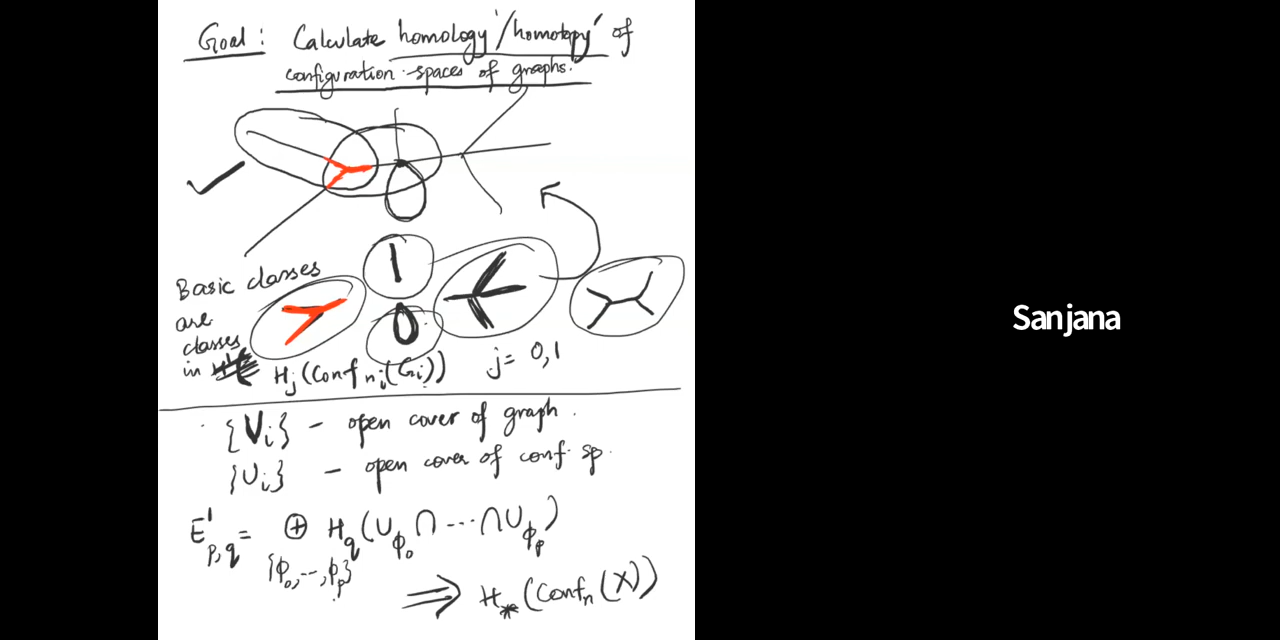 Goal: Calculate homology/'homotopy' of
configuration spaces of graphs.
Basic classes
are
classes
in H_j(Conf_{n_i}(G_i)) j = 0,1
{V_i} - open cover of graph.
{U_i} - open cover of conf. sp.
E^1_{p,q} = ⊕ H_q(U_{ϕ_0} ∩ ... ∩ U_{ϕ_p})
{ϕ_0, ..., ϕ_p}
⟹ H_*(Conf_n(X))
Sanjana